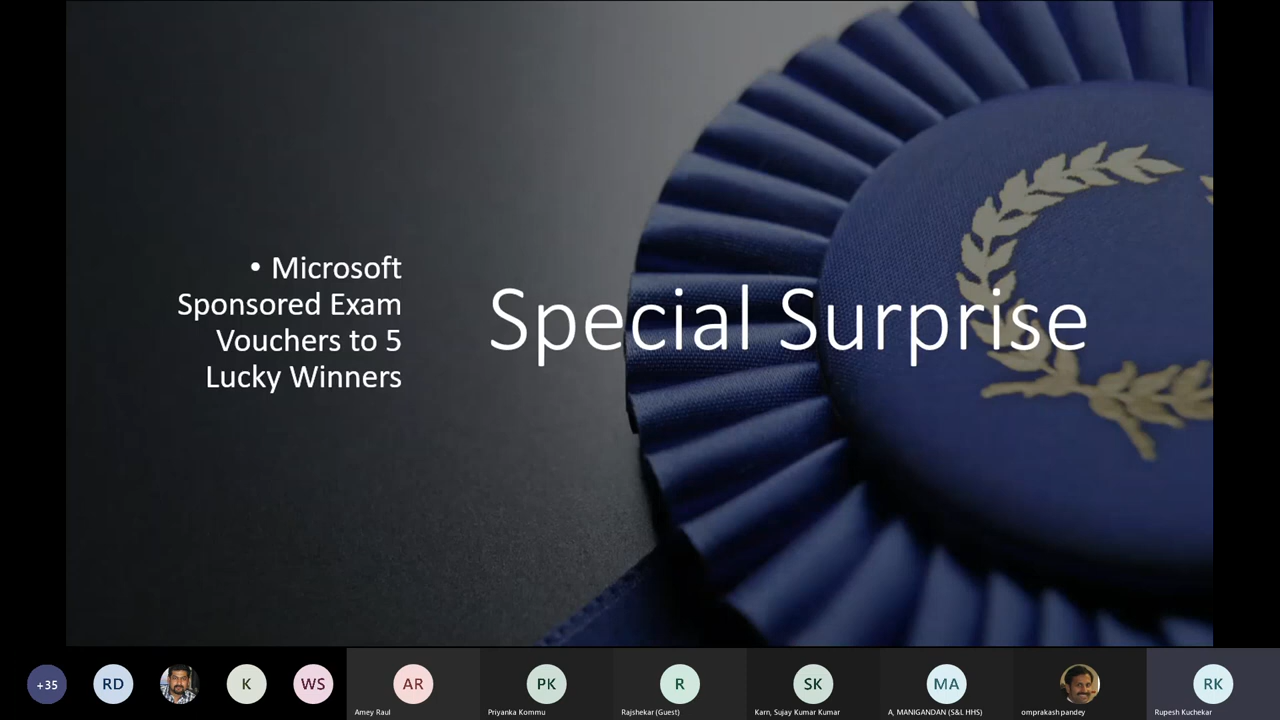 • Microsoft
Sponsored Exam
Vouchers to 5
Lucky Winners
Special Surprise
+35
RD
K
WS
AR
Amey Raul
PK
Priyanka Kommu
R
Rajshekar (Guest)
SK
Karn, Sujay Kumar Kumar
MA
A, MANIGANDAN (S&L HHS)
omprakash pandey
RK
Rupesh Kuchekar